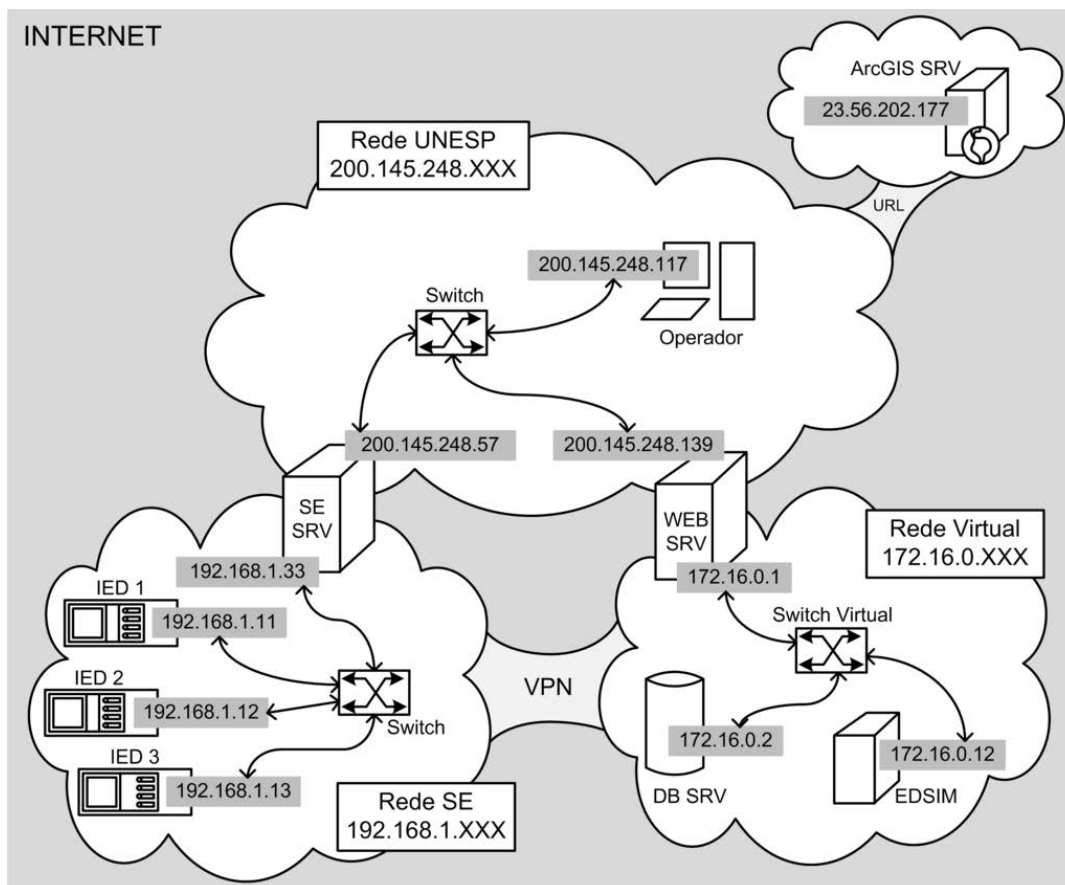 INTERNET
ArcGIS SRV
23.56.202.177
Rede UNESP
200.145.248.XXX
URL
200.145.248.117
Switch
Operador
200.145.248.57
200.145.248.139
SE
SRV
WEB
SRV
Rede Virtual
172.16.0.XXX
192.168.1.33
172.16.0.1
IED 1
192.168.1.11
Switch Virtual
IED 2
192.168.1.12
VPN
Switch
172.16.0.2
172.16.0.12
IED 3
192.168.1.13
DB SRV
EDSIM
Rede SE
192.168.1.XXX